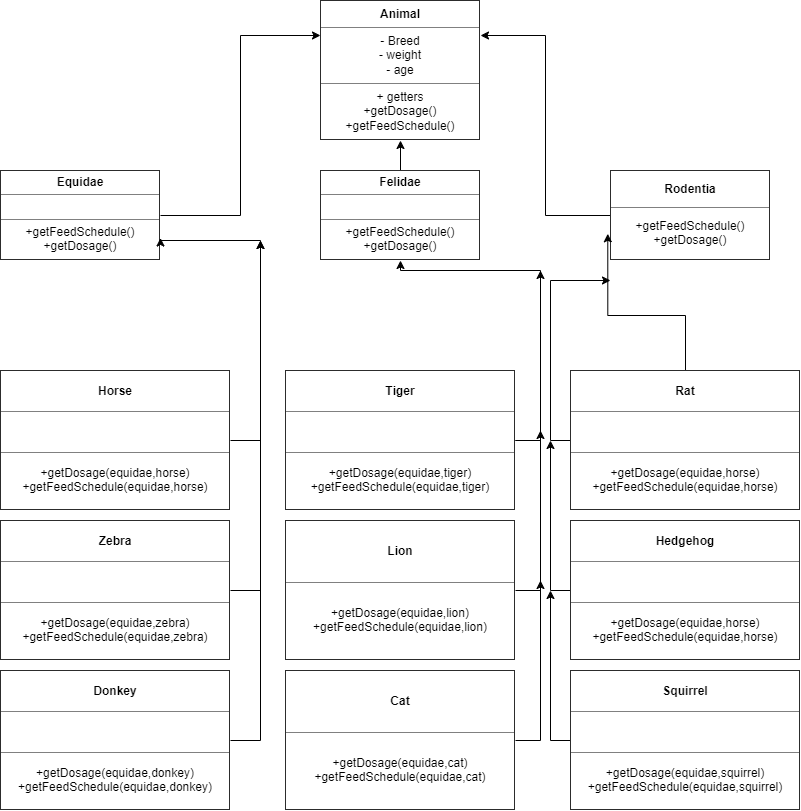 Animal
- Breed
- weight
- age
+ getters
+getDosage()
+getFeedSchedule()
Equidae
+getFeedSchedule()
+getDosage()
Felidae
+getFeedSchedule()
+getDosage()
Rodentia
+getFeedSchedule()
+getDosage()
Horse
+getDosage(equidae,horse)
+getFeedSchedule(equidae,horse)
Tiger
+getDosage(equidae,tiger)
+getFeedSchedule(equidae,tiger)
Rat
+getDosage(equidae,horse)
+getFeedSchedule(equidae,horse)
Zebra
+getDosage(equidae,zebra)
+getFeedSchedule(equidae,zebra)
Lion
+getDosage(equidae,lion)
+getFeedSchedule(equidae,lion)
Hedgehog
+getDosage(equidae,horse)
+getFeedSchedule(equidae,horse)
Donkey
+getDosage(equidae,donkey)
+getFeedSchedule(equidae,donkey)
Cat
+getDosage(equidae,cat)
+getFeedSchedule(equidae,cat)
Squirrel
+getDosage(equidae,squirrel)
+getFeedSchedule(equidae,squirrel)